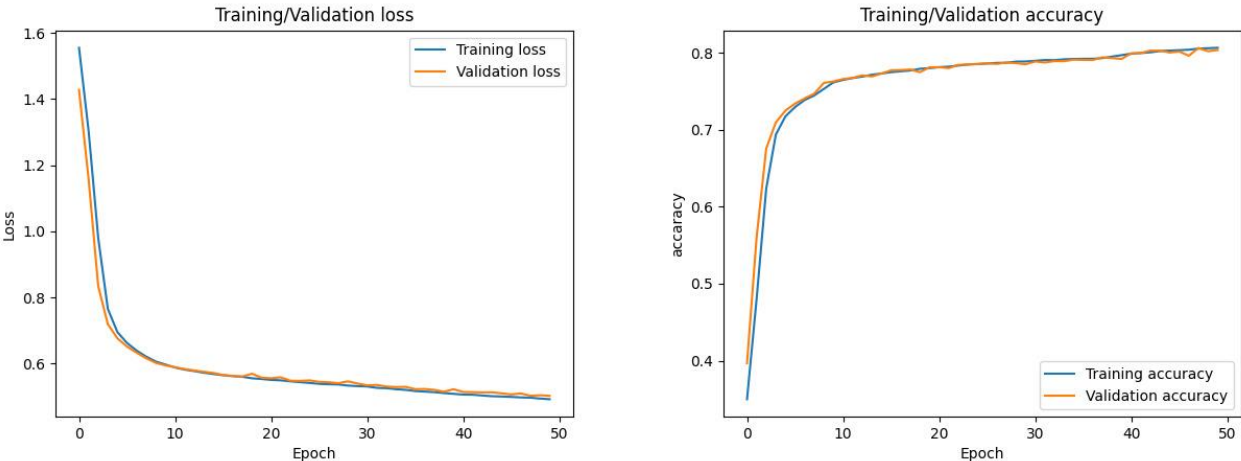 Training/Validation loss
1.6
1.4
1.2
1.0
0.8
0.6
Loss
Training loss
Validation loss
0 10 20 30 40 50
Epoch
Training/Validation accuracy
0.8
0.7
0.6
0.5
0.4
accaracy
Training accuracy
Validation accuracy
0 10 20 30 40 50
Epoch